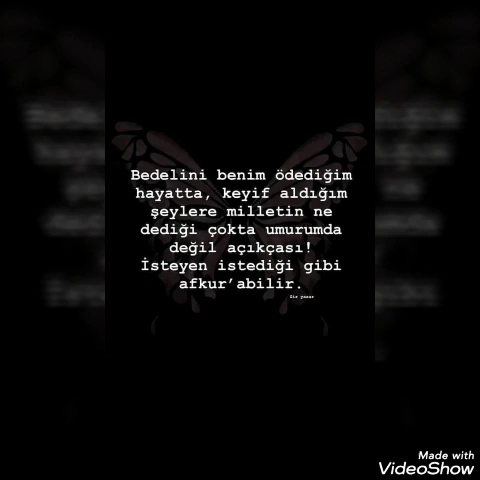 Bedelini benim ödediğim
hayatta, keyif aldığım
şeylere milletin ne
dediği çokta umurumda
değil açıkçası!
İsteyen istediği gibi
afkur’abilir.
Made with
VideoShow